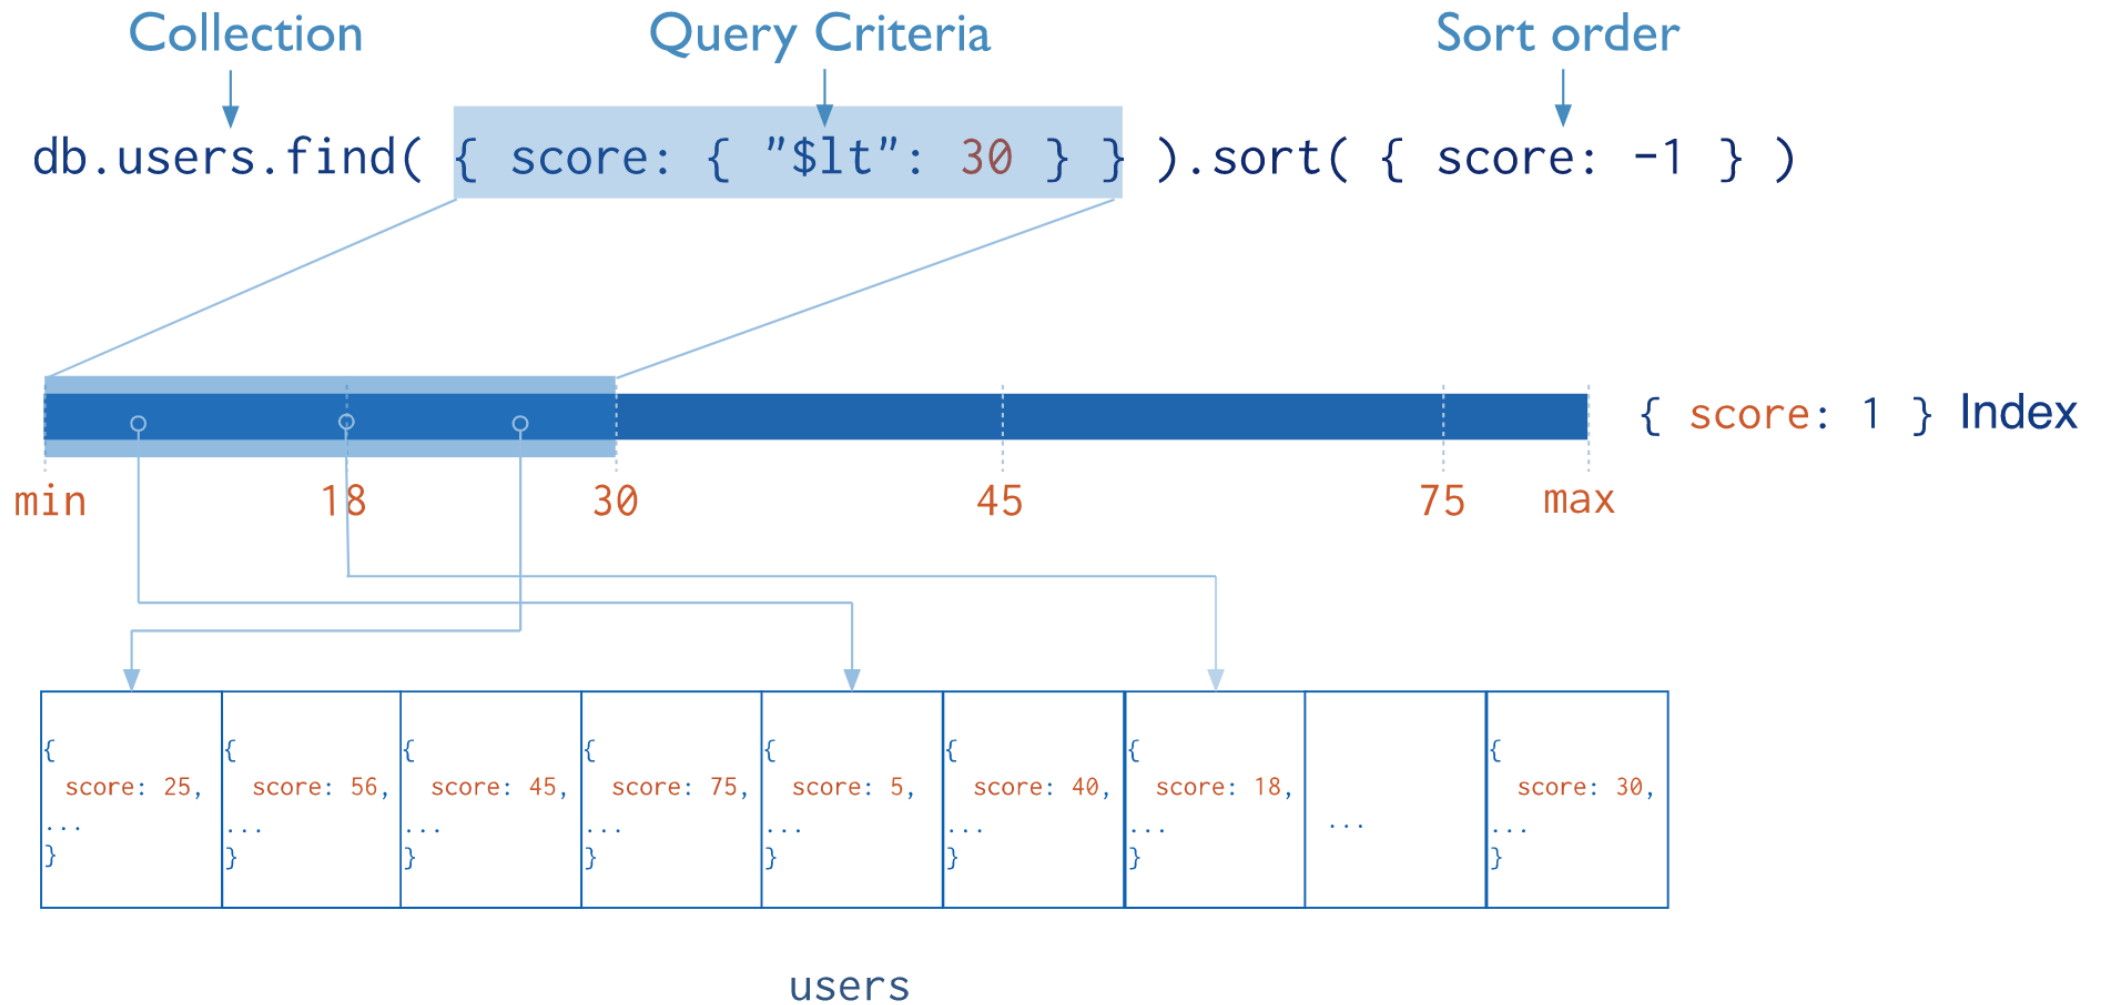 Collection Query Criteria Sort order
db.users.find( { score: { "$lt": 30 } } ).sort( { score: -1 } )
{ score: 1 } Index
min 18 30 45 75 max
{ { { { { { { {
score: 25, score: 56, score: 45, score: 75, score: 5, score: 40, score: 18, score: 30,
... ... ... ... ... ... ... ... ...
} } } } } } } }
users